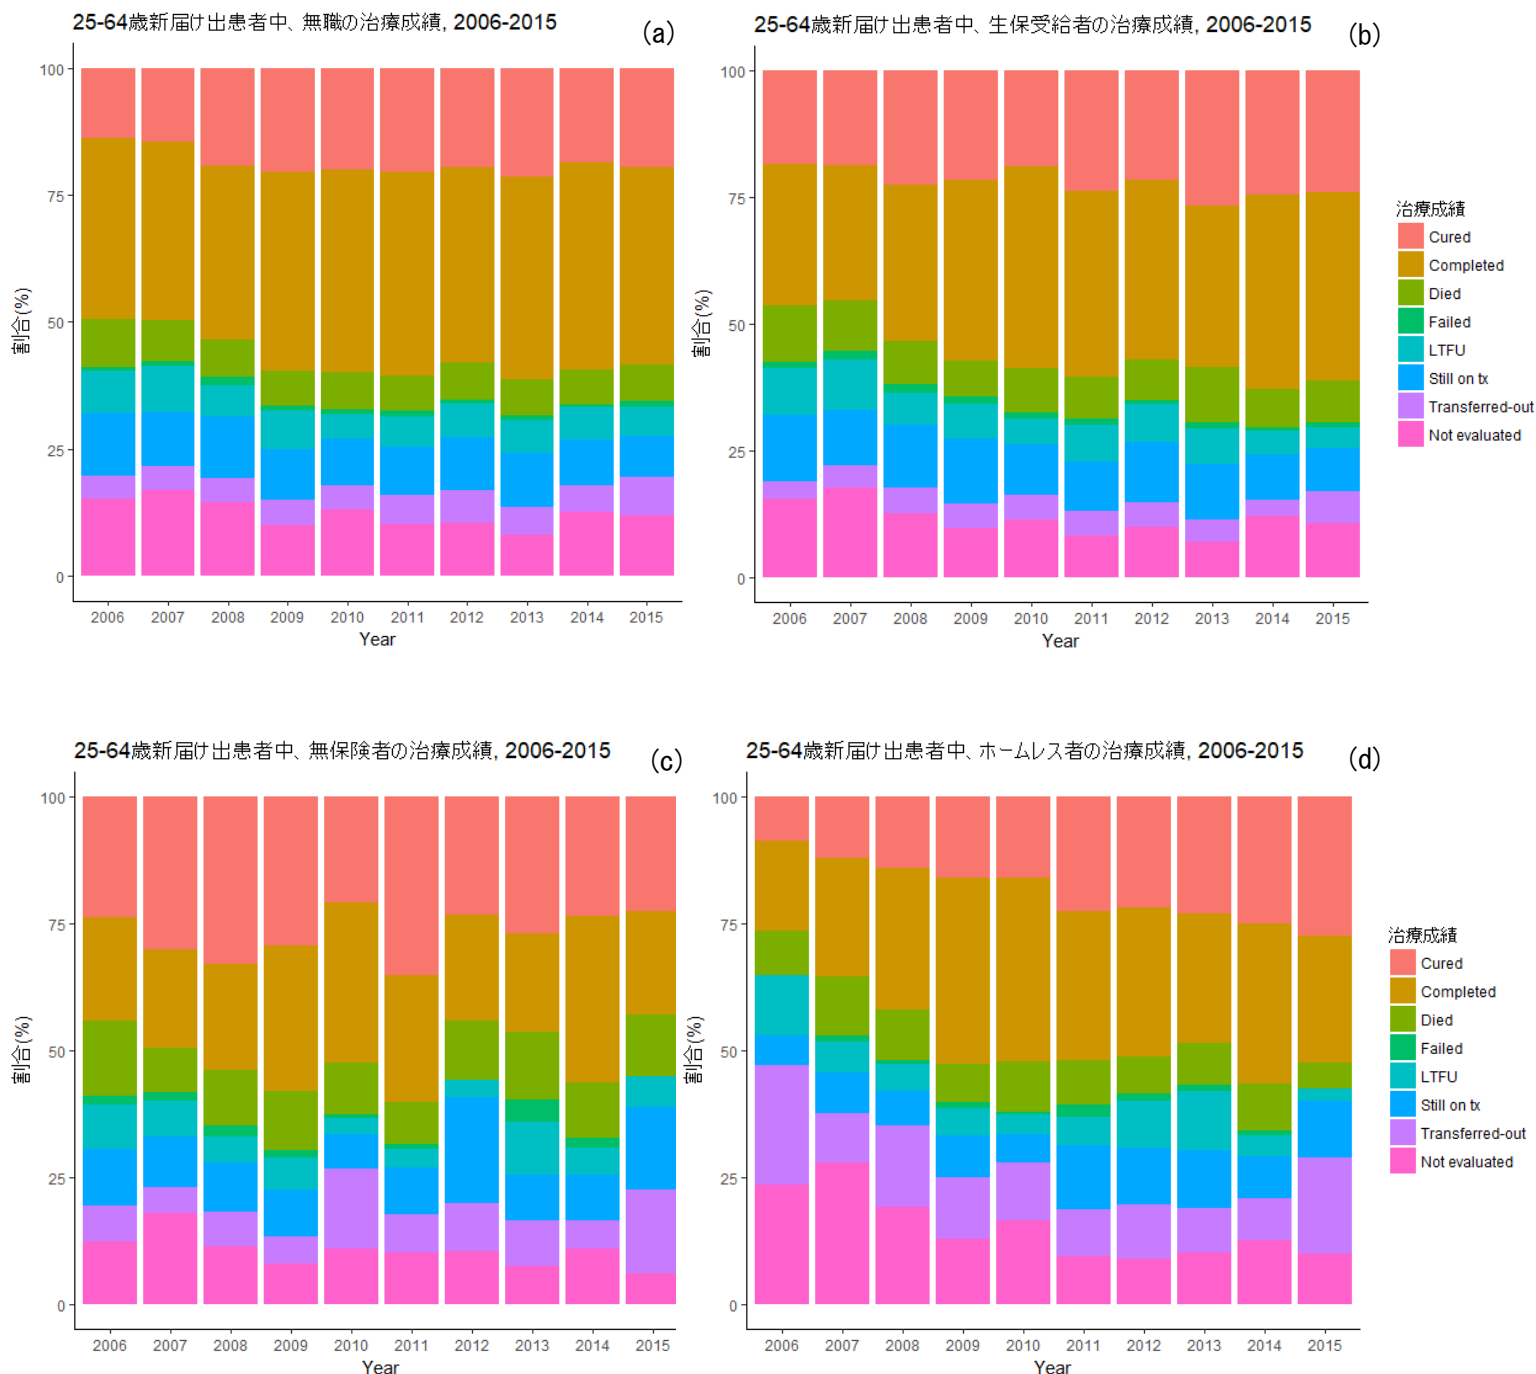 25-64歳新届け出患者中、無職の治療成績, 2006-2015
(a)
100
75
50
25
0
割合(%)
2006 2007 2008 2009 2010 2011 2012 2013 2014 2015
Year
25-64歳新届け出患者中、生保受給者の治療成績, 2006-2015
(b)
100
75
50
25
0
割合(%)
2006 2007 2008 2009 2010 2011 2012 2013 2014 2015
Year
治療成績
Cured
Completed
Died
Failed
LTFU
Still on tx
Transferred-out
Not evaluated
25-64歳新届け出患者中、無保険者の治療成績, 2006-2015
(c)
100
75
50
25
0
割合(%)
2006 2007 2008 2009 2010 2011 2012 2013 2014 2015
Year
25-64歳新届け出患者中、ホームレス者の治療成績, 2006-2015
(d)
100
75
50
25
0
割合(%)
2006 2007 2008 2009 2010 2011 2012 2013 2014 2015
Year
治療成績
Cured
Completed
Died
Failed
LTFU
Still on tx
Transferred-out
Not evaluated